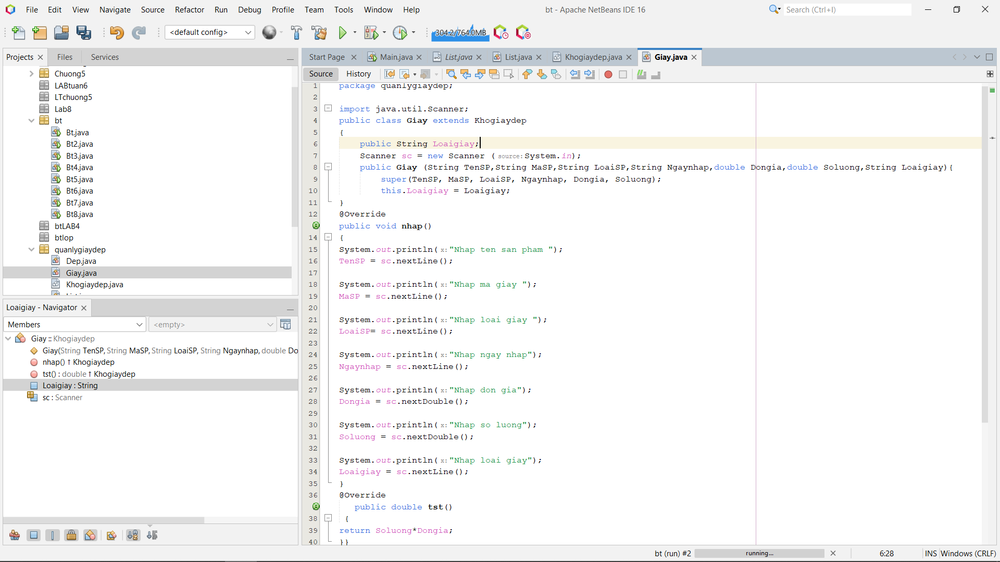 File Edit View Navigate Source Refactor Run Debug Profile Team Tools Window Help
bt - Apache NetBeans IDE 16
Search (Ctrl+I)
<default config>
304.2/764.0MB
Projects Files Services
Chuong5
LABtuan6
LTchuong5
Lab8
bt
Bt.java
Bt2.java
Bt3.java
Bt4.java
Bt5.java
Bt6.java
Bt7.java
Bt8.java
btLAB4
btlop
quanlygiaydep
Dep.java
Giay.java
Khogiaydep.java
Loaigiay - Navigator
Members <empty>
Giay :: Khogiaydep
Giay(String TenSP, String MaSP, String LoaiSP, String Ngaynhap, double Do
nhap() ↑ Khogiaydep
tst() : double ↑ Khogiaydep
Loaigiay : String
sc : Scanner
Start Page Main.java List.java List.java Khogiaydep.java Giay.java
Source History
1 package quanlygiaydep;
2
3 import java.util.Scanner;
4 public class Giay extends Khogiaydep
5 {
6 public String Loaigiay;
7 Scanner sc = new Scanner (source:System.in);
8 public Giay (String TenSP,String MaSP,String LoaiSP,String Ngaynhap,double Dongia,double Soluong,String Loaigiay){
9 super(TenSP, MaSP, LoaiSP, Ngaynhap, Dongia, Soluong);
10 this.Loaigiay = Loaigiay;
11 }
12 @Override
public void nhap()
14 {
15 System.out.println(x:"Nhap ten san pham ");
16 TenSP = sc.nextLine();
17
18 System.out.println(x:"Nhap ma giay ");
19 MaSP = sc.nextLine();
20
21 System.out.println(x:"Nhap loai giay ");
22 LoaiSP= sc.nextLine();
23
24 System.out.println(x:"Nhap ngay nhap");
25 Ngaynhap = sc.nextLine();
26
27 System.out.println(x:"Nhap don gia");
28 Dongia = sc.nextDouble();
29
30 System.out.println(x:"Nhap so luong");
31 Soluong = sc.nextDouble();
32
33 System.out.println(x:"Nhap loai giay");
34 Loaigiay = sc.nextLine();
35 }
36 @Override
public double tst()
38 {
39 return Soluong*Dongia;
40 }}
bt (run) #2 running... 6:28 INS Windows (CRLF)